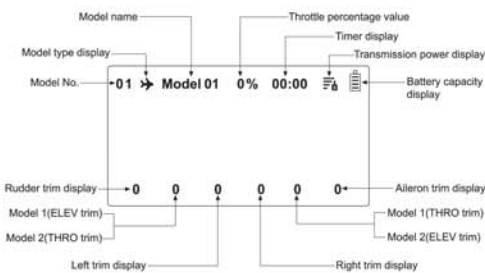 Model name
Throttle percentage value
Timer display
Model type display
Transmission power display
Model No.
01 Model 01 0% 00:00
Battery capacity
display
Rudder trim display
0 0 0 0 0 0
Aileron trim display
Model 1(ELEV trim)
Model 1(THRO trim)
Model 2(THRO trim)
Model 2(ELEV trim)
Left trim display
Right trim display